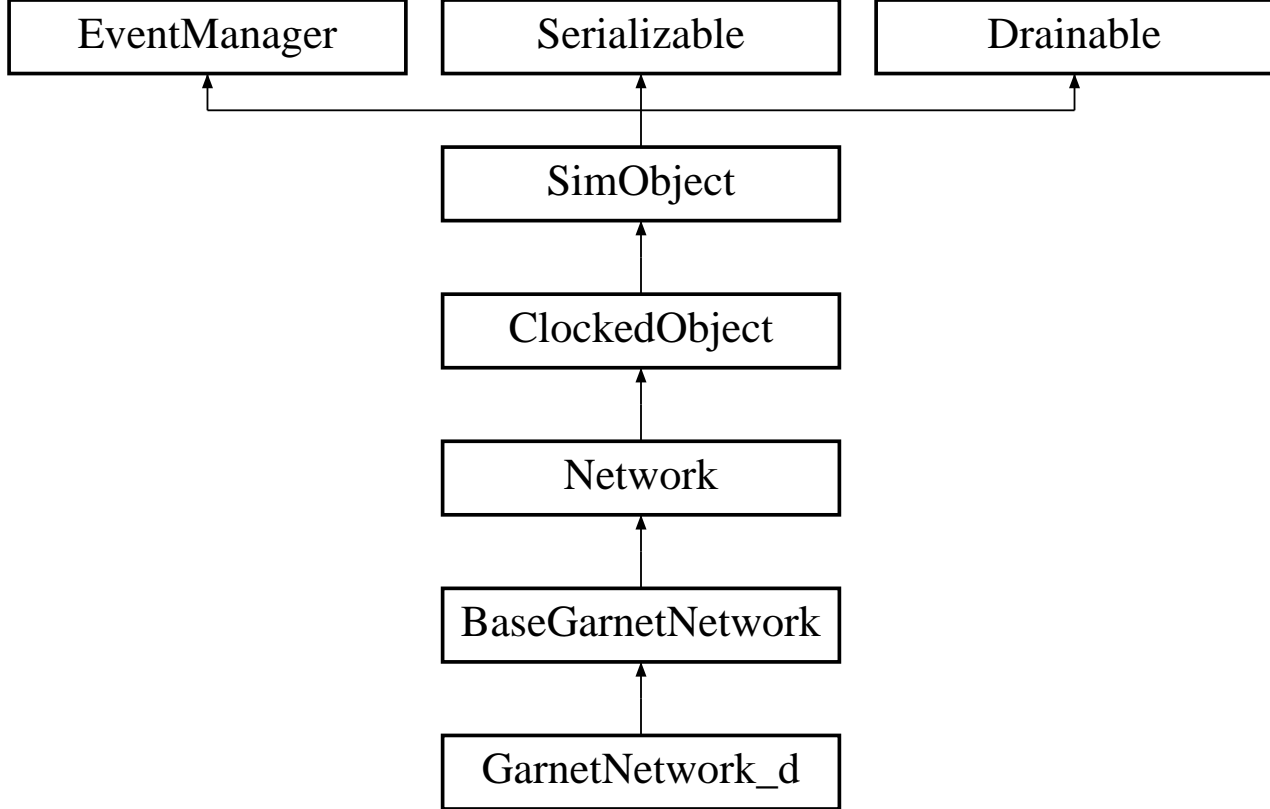 EventManager
Serializable
Drainable
SimObject
ClockedObject
Network
BaseGarnetNetwork
GarnetNetwork_d